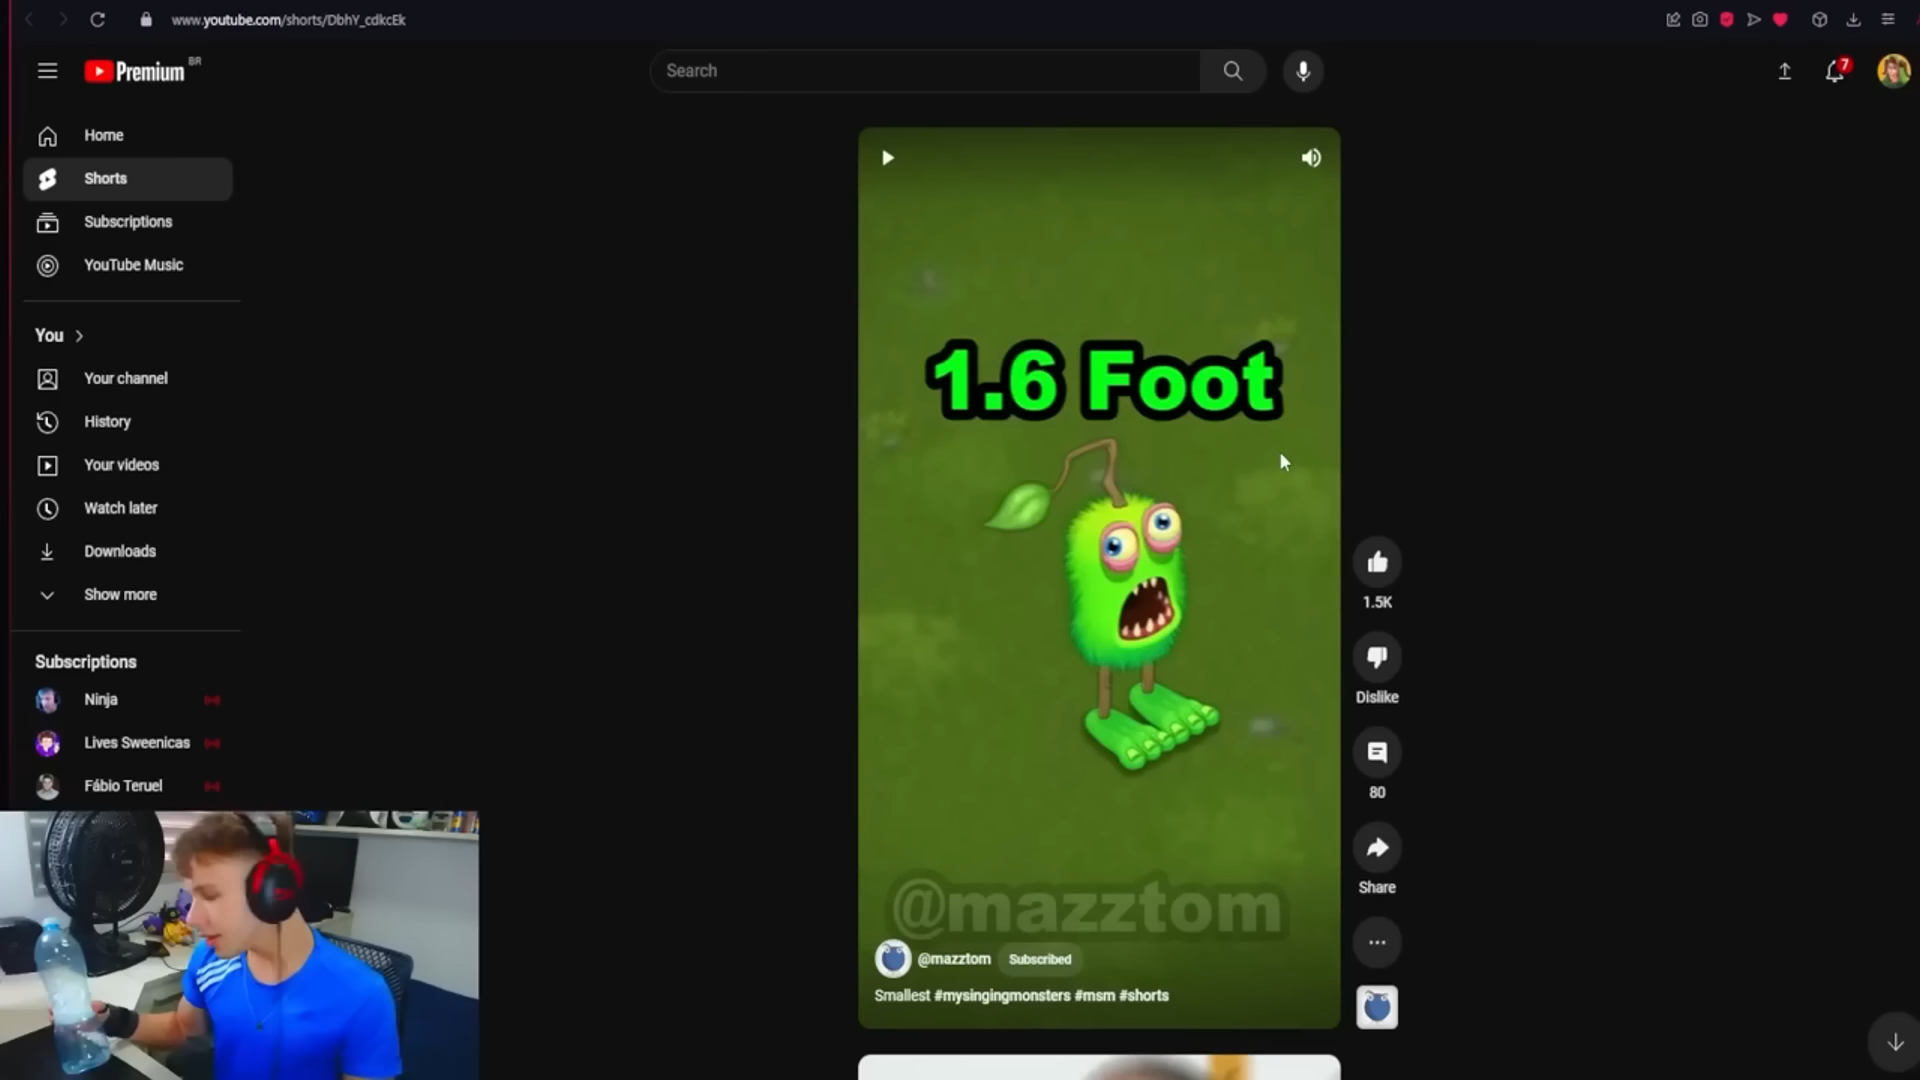 www.youtube.com/shorts/DbhY_cdkcEk
Premium BR
Search
7
Home
Shorts
Subscriptions
YouTube Music
You
Your channel
History
Your videos
Watch later
Downloads
Show more
Subscriptions
Ninja
Lives Sweenicas
Fábio Teruel
1.6 Foot
@mazztom
@mazztom Subscribed
Smallest #mysingingmonsters #msm #shorts
1.5K
Dislike
80
Share